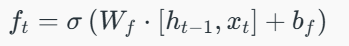 f_t = σ (W_f · [h_{t−1}, x_t] + b_f)